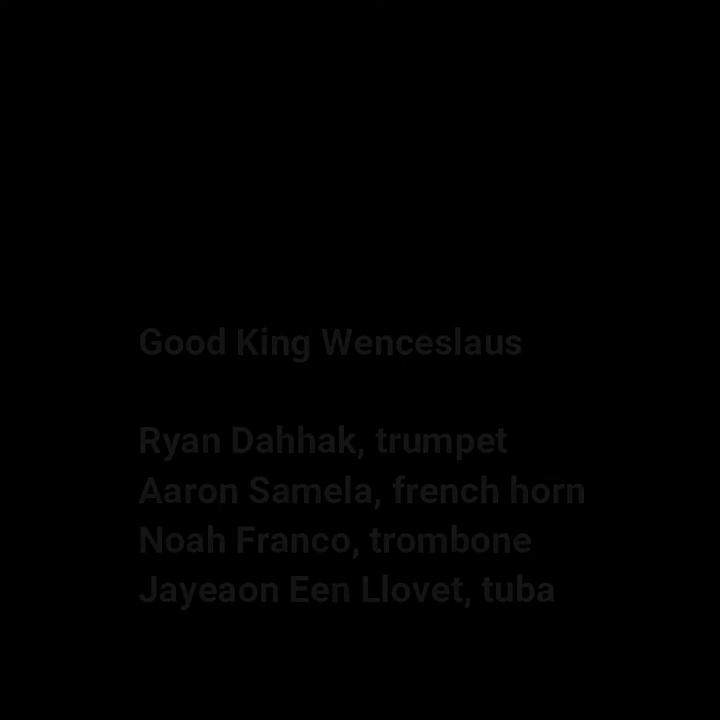 Good King Wenceslaus
Ryan Dahhak, trumpet
Aaron Samela, french horn
Noah Franco, trombone
Jayeaon Een Llovet, tuba